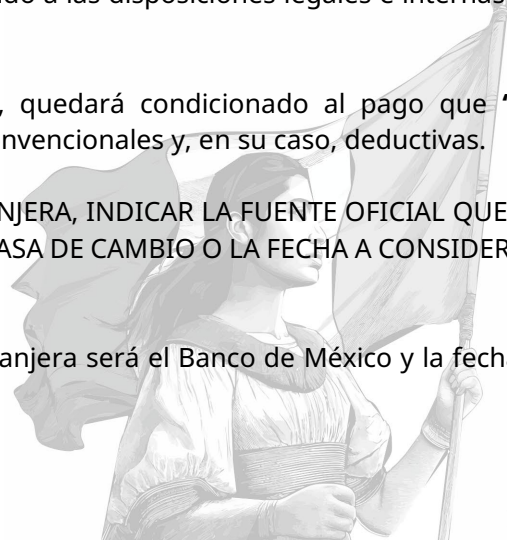 a las disposiciones legales e internas
, quedará condicionado al pago que “
nvencionales y, en su caso, deductivas.
NJERA, INDICAR LA FUENTE OFICIAL QUE
ASA DE CAMBIO O LA FECHA A CONSIDER
anjera será el Banco de México y la fech